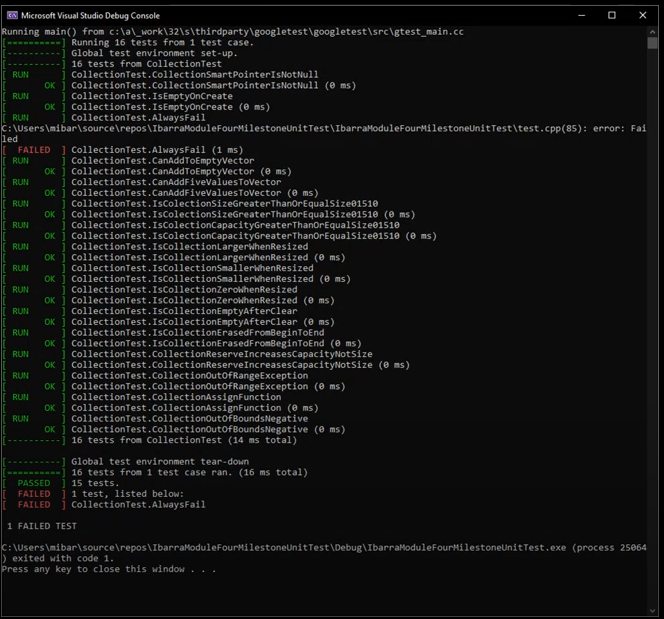 Microsoft Visual Studio Debug Console
Running main() from c:\a\_work\32\s\thirdparty\googletest\googletest\src\gtest_main.cc
[==========] Running 16 tests from 1 test case.
[----------] Global test environment set-up.
[----------] 16 tests from CollectionTest
[ RUN      ] CollectionTest.CollectionSmartPointerIsNotNull
[       OK ] CollectionTest.CollectionSmartPointerIsNotNull (0 ms)
[ RUN      ] CollectionTest.IsEmptyOnCreate
[       OK ] CollectionTest.IsEmptyOnCreate (0 ms)
[ RUN      ] CollectionTest.AlwaysFail
C:\Users\mibar\source\repos\IbarraModuleFourMilestoneUnitTest\IbarraModuleFourMilestoneUnitTest\test.cpp(85): error: Fai
led
[  FAILED  ] CollectionTest.AlwaysFail (1 ms)
[ RUN      ] CollectionTest.CanAddToEmptyVector
[       OK ] CollectionTest.CanAddToEmptyVector (0 ms)
[ RUN      ] CollectionTest.CanAddFiveValuesToVector
[       OK ] CollectionTest.CanAddFiveValuesToVector (0 ms)
[ RUN      ] CollectionTest.IsColectionSizeGreaterThanOrEqualSize01510
[       OK ] CollectionTest.IsColectionSizeGreaterThanOrEqualSize01510 (0 ms)
[ RUN      ] CollectionTest.IsColectionCapacityGreaterThanOrEqualSize01510
[       OK ] CollectionTest.IsColectionCapacityGreaterThanOrEqualSize01510 (0 ms)
[ RUN      ] CollectionTest.IsCollectionLargerWhenResized
[       OK ] CollectionTest.IsCollectionLargerWhenResized (0 ms)
[ RUN      ] CollectionTest.IsCollectionSmallerWhenResized
[       OK ] CollectionTest.IsCollectionSmallerWhenResized (0 ms)
[ RUN      ] CollectionTest.IsCollectionZeroWhenResized
[       OK ] CollectionTest.IsCollectionZeroWhenResized (0 ms)
[ RUN      ] CollectionTest.IsCollectionEmptyAfterClear
[       OK ] CollectionTest.IsCollectionEmptyAfterClear (0 ms)
[ RUN      ] CollectionTest.IsCollectionErasedFromBeginToEnd
[       OK ] CollectionTest.IsCollectionErasedFromBeginToEnd (0 ms)
[ RUN      ] CollectionTest.CollectionReserveIncreasesCapacityNotSize
[       OK ] CollectionTest.CollectionReserveIncreasesCapacityNotSize (0 ms)
[ RUN      ] CollectionTest.CollectionOutOfRangeException
[       OK ] CollectionTest.CollectionOutOfRangeException (0 ms)
[ RUN      ] CollectionTest.CollectionAssignFunction
[       OK ] CollectionTest.CollectionAssignFunction (0 ms)
[ RUN      ] CollectionTest.CollectionOutOfBoundsNegative
[       OK ] CollectionTest.CollectionOutOfBoundsNegative (0 ms)
[----------] 16 tests from CollectionTest (14 ms total)
[----------] Global test environment tear-down
[==========] 16 tests from 1 test case ran. (16 ms total)
[  PASSED  ] 15 tests.
[  FAILED  ] 1 test, listed below:
[  FAILED  ] CollectionTest.AlwaysFail
1 FAILED TEST
C:\Users\mibar\source\repos\IbarraModuleFourMilestoneUnitTest\Debug\IbarraModuleFourMilestoneUnitTest.exe (process 25064
) exited with code 1.
Press any key to close this window . . .